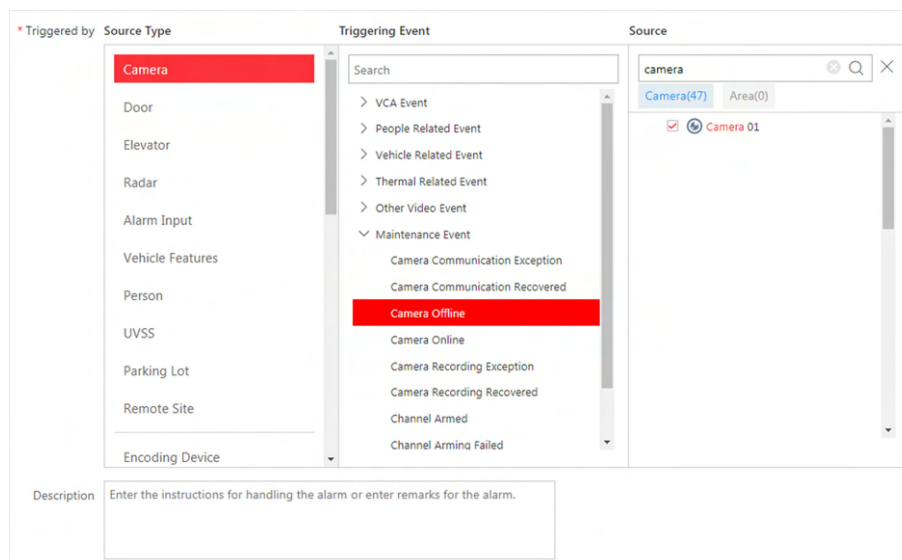 * Triggered by Source Type Triggering Event Source
Camera
Door
Elevator
Radar
Alarm Input
Vehicle Features
Person
UVSS
Parking Lot
Remote Site
Encoding Device
Search
VCA Event
People Related Event
Vehicle Related Event
Thermal Related Event
Other Video Event
Maintenance Event
Camera Communication Exception
Camera Communication Recovered
Camera Offline
Camera Online
Camera Recording Exception
Camera Recording Recovered
Channel Armed
Channel Arming Failed
camera
Camera(47) Area(0)
Camera 01
Description Enter the instructions for handling the alarm or enter remarks for the alarm.